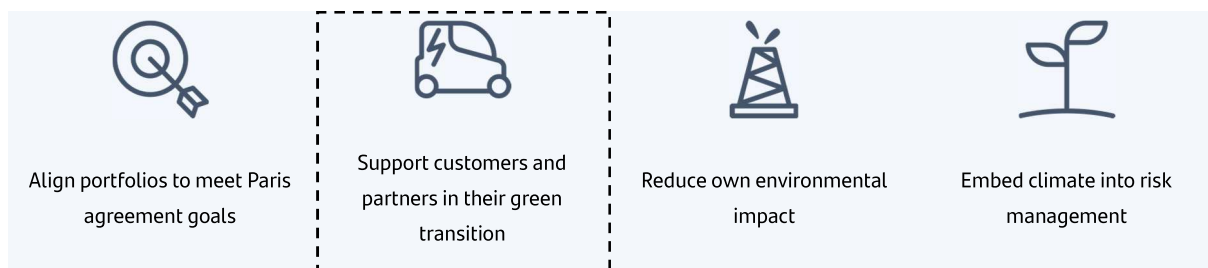 Align portfolios to meet Paris
agreement goals
Support customers and
partners in their green
transition
Reduce own environmental
impact
Embed climate into risk
management